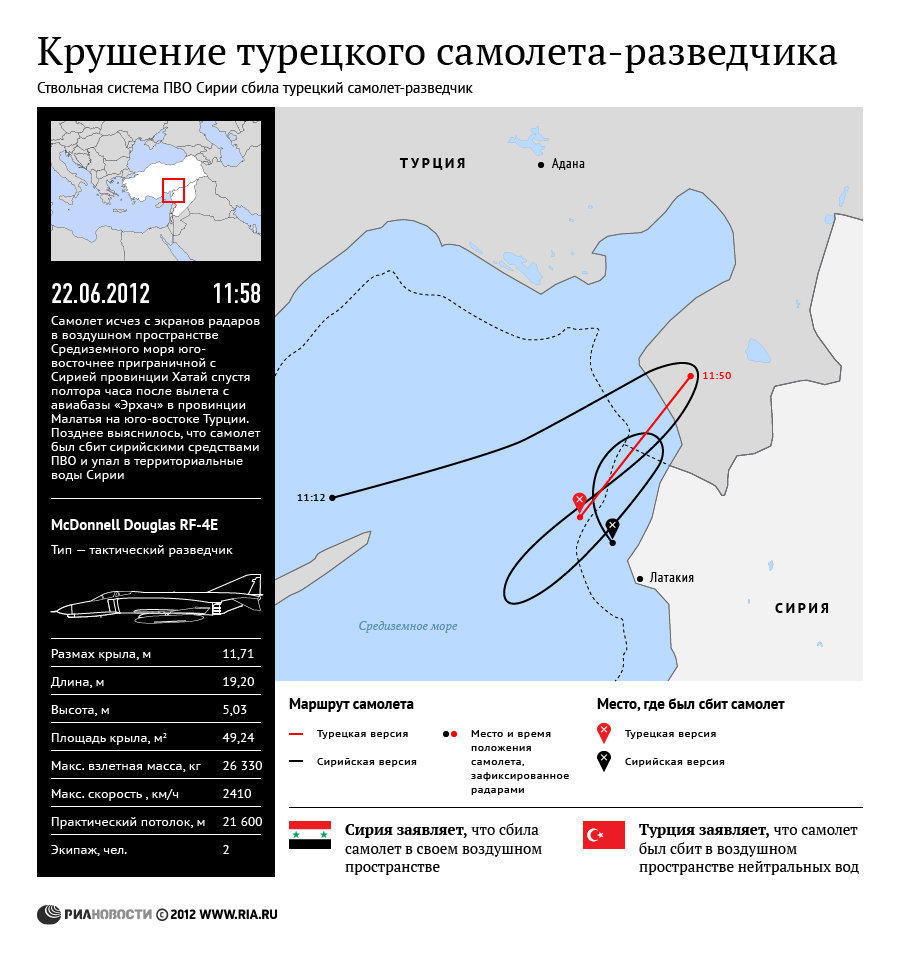 Крушение турецкого самолета-разведчика
Ствольная система ПВО Сирии сбила турецкий самолет-разведчик
22.06.2012 11:58
Самолет исчез с экранов радаров
в воздушном пространстве
Средиземного моря юго-
восточнее приграничной с
Сирией провинции Хатай спустя
полтора часа после вылета с
авиабазы «Эрхач» в провинции
Малатья на юго-востоке Турции.
Позднее выяснилось, что самолет
был сбит сирийскими средствами
ПВО и упал в территориальные
воды Сирии
McDonnell Douglas RF-4E
Тип — тактический разведчик
Размах крыла, м 11,71
Длина, м 19,20
Высота, м 5,03
Площадь крыла, м² 49,24
Макс. взлетная масса, кг 26 330
Макс. скорость , км/ч 2410
Практический потолок, м 21 600
Экипаж, чел. 2
ТУРЦИЯ
Адана
11:50
11:12
Латакия
СИРИЯ
Средиземное море
Маршрут самолета
Турецкая версия
Сирийская версия
Место и время
положения
самолета,
зафиксированное
радарами
Место, где был сбит самолет
Турецкая версия
Сирийская версия
Сирия заявляет, что сбила
самолет в своем воздушном
пространстве
Турция заявляет, что самолет
был сбит в воздушном
пространстве нейтральных вод
РИАНОВОСТИ © 2012 WWW.RIA.RU